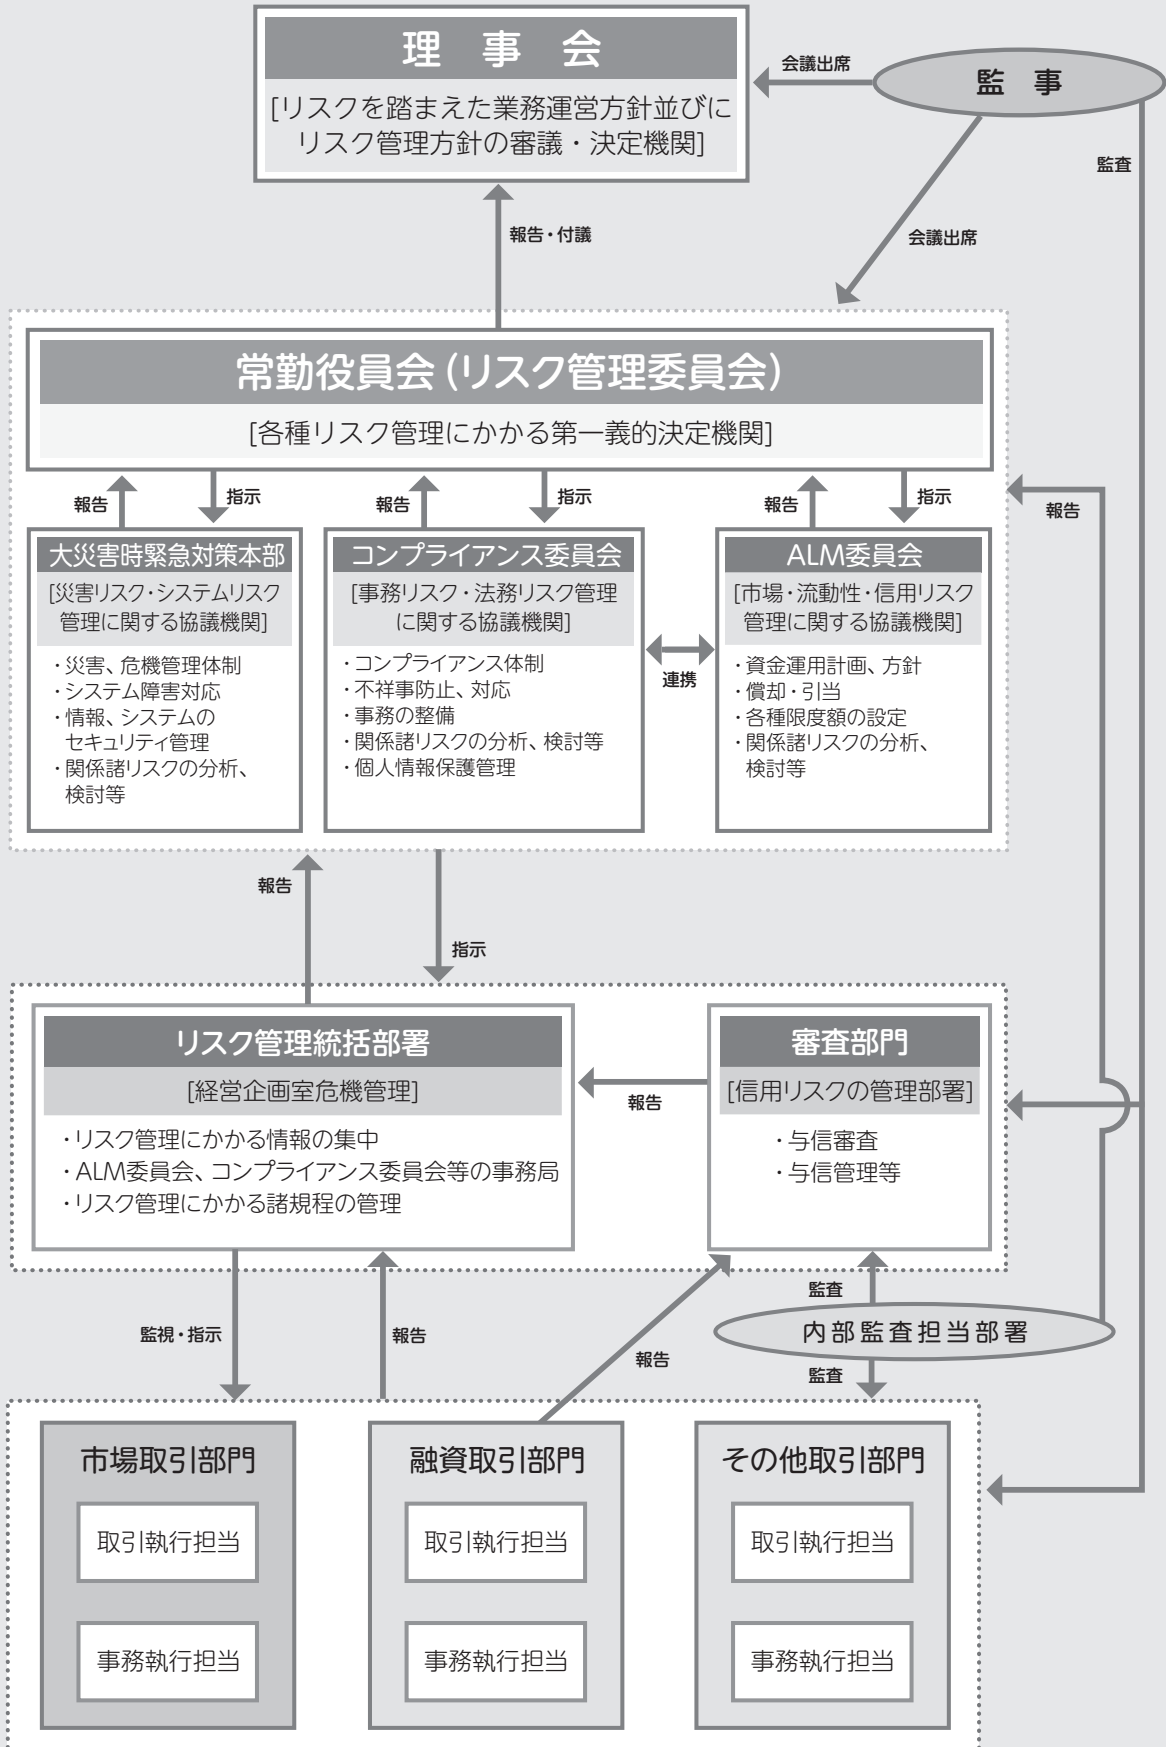 理 事 会
[リスクを踏まえた業務運営方針並びに
リスク管理方針の審議・決定機関]
会議出席
監 事
監査
報告・付議
会議出席
常勤役員会(リスク管理委員会)
[各種リスク管理にかかる第一義的決定機関]
報告
指示
報告
指示
報告
指示
報告
大災害時緊急対策本部
[災害リスク・システムリスク
管理に関する協議機関]
・災害、危機管理体制
・システム障害対応
・情報、システムの
セキュリティ管理
・関係諸リスクの分析、
検討等
コンプライアンス委員会
[事務リスク・法務リスク管理
に関する協議機関]
・コンプライアンス体制
・不祥事防止、対応
・事務の整備
・関係諸リスクの分析、検討等
・個人情報保護管理
連携
ALM委員会
[市場・流動性・信用リスク
管理に関する協議機関]
・資金運用計画、方針
・償却・引当
・各種限度額の設定
・関係諸リスクの分析、
検討等
報告
指示
リスク管理統括部署
[経営企画室危機管理]
・リスク管理にかかる情報の集中
・ALM委員会、コンプライアンス委員会等の事務局
・リスク管理にかかる諸規程の管理
報告
審査部門
[信用リスクの管理部署]
・与信審査
・与信管理等
監視・指示
報告
報告
監査
内部監査担当部署
監査
市場取引部門
取引執行担当
事務執行担当
融資取引部門
取引執行担当
事務執行担当
その他取引部門
取引執行担当
事務執行担当